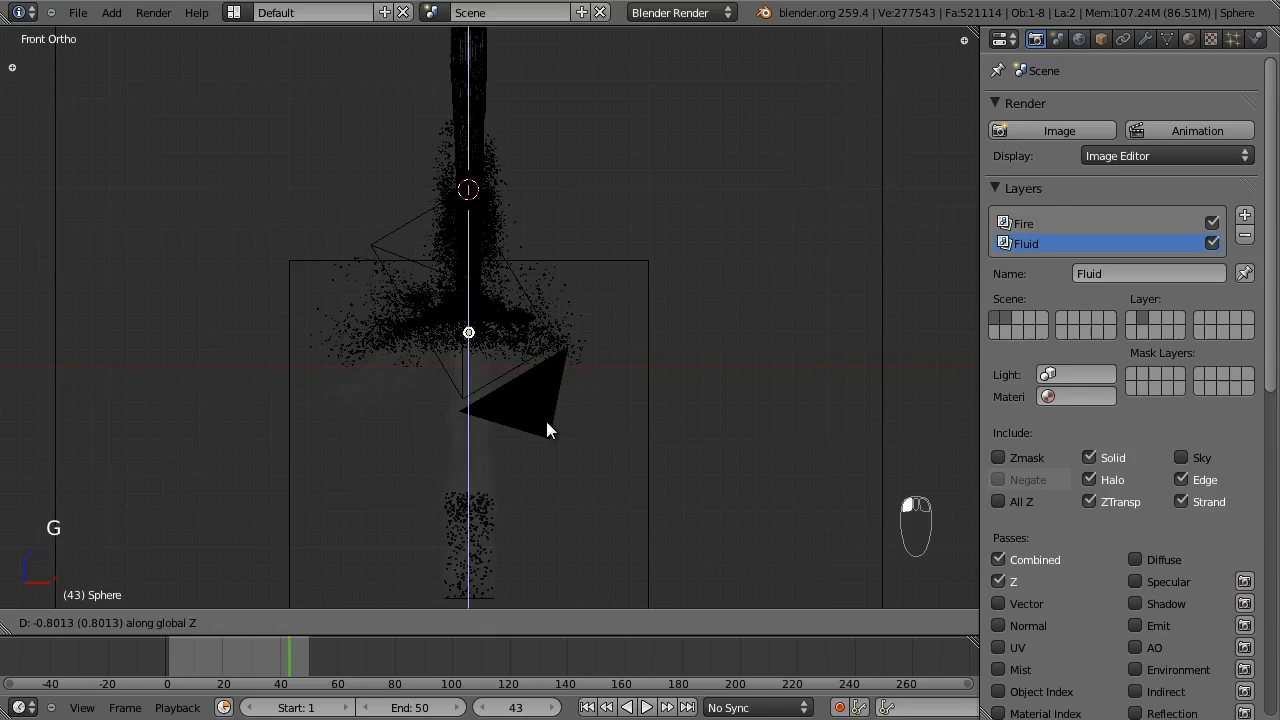 File Add Render Help Default Scene Blender Render blender.org 259.4 | Ve:277543 | Fa:521114 | Ob:1-8 | La:2 | Mem:107.24M (86.51M) | Sphere
Front Ortho
Scene
Render
Image Animation
Display: Image Editor
Layers
Fire
Fluid
Name: Fluid
Scene: Layer:
Mask Layers:
Light:
Materi
Include:
Zmask Solid Sky
Negate Halo Edge
All Z ZTransp Strand
Passes:
Combined Diffuse
Z Specular
Vector Shadow
Normal Emit
UV AO
Mist Environment
Object Index Indirect
Material Index Reflection
G
(43) Sphere
D: -0.8013 (0.8013) along global Z
-40 -20 0 20 40 60 80 100 120 140 160 180 200 220 240 260
View Frame Playback Start: 1 End: 50 43 No Sync